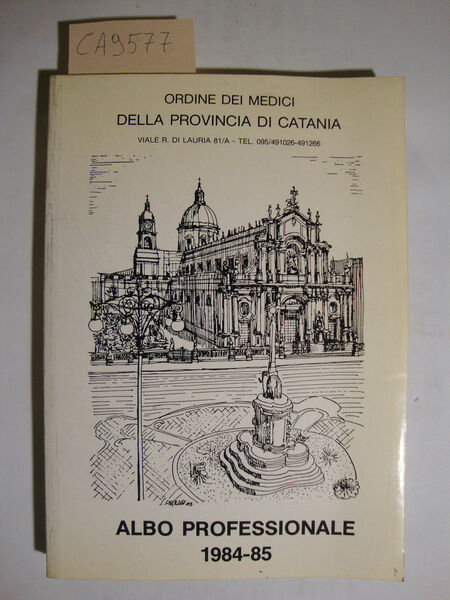 CA9577
ORDINE DEI MEDICI
DELLA PROVINCIA DI CATANIA
VIALE R. DI LAURIA 81/A - TEL. 095/491026-491266
ALBO PROFESSIONALE
1984-85